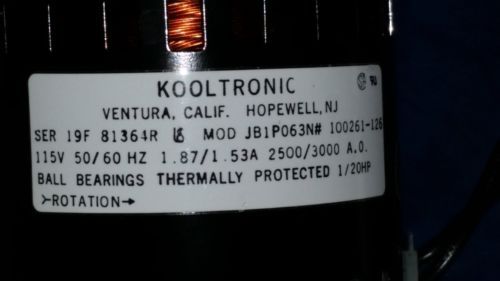 KOOLTRONIC
VENTURA, CALIF. HOPEWELL, NJ
SER 19F 81364R MOD JB1P063N# 100261-126
115V 50/60 HZ 1.87/1.53A 2500/3000 A.O.
BALL BEARINGS THERMALLY PROTECTED 1/20HP
>ROTATION→